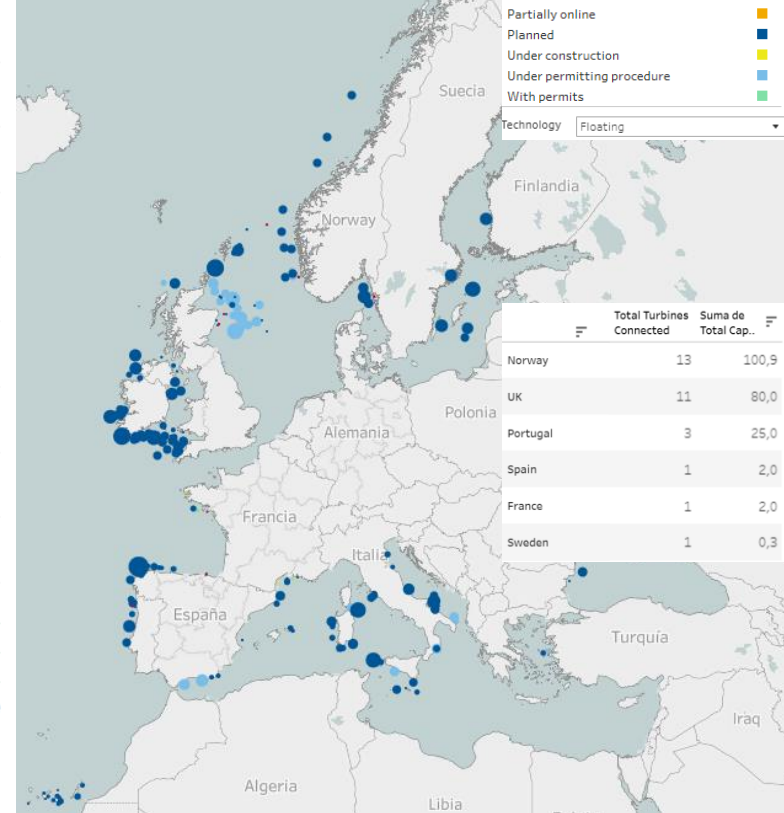 Partially online
Planned
Under construction
Under permitting procedure
With permits
Technology
Floating
Suecia
Finlandia
Norway
Total Turbines Connected
Suma de Total Cap..
Norway 13 100,9
UK 11 80,0
Portugal 3 25,0
Spain 1 2,0
France 1 2,0
Sweden 1 0,3
Polonia
Alemania
Francia
Italia
España
Turquía
Iraq
Algeria
Libia